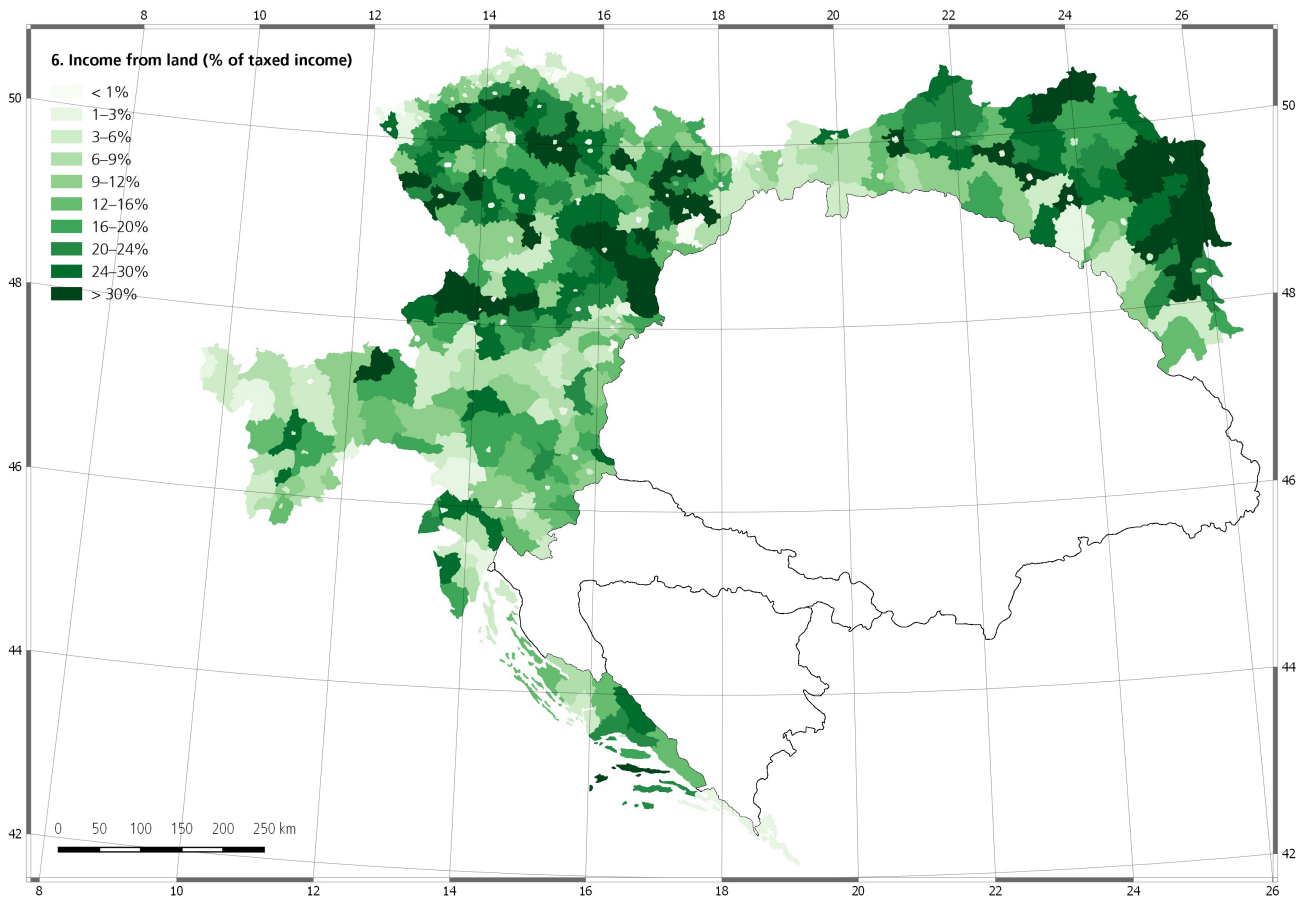 8 10 12 14 16 18 20 22 24 26
6. Income from land (% of taxed income)
< 1%
50 1–3% 50
3–6%
6–9%
9–12%
12–16%
16–20%
20–24%
24–30%
48 > 30% 48
46 46
44 44
0 50 100 150 200 250 km
42 42
8 10 12 14 16 18 20 22 24 26